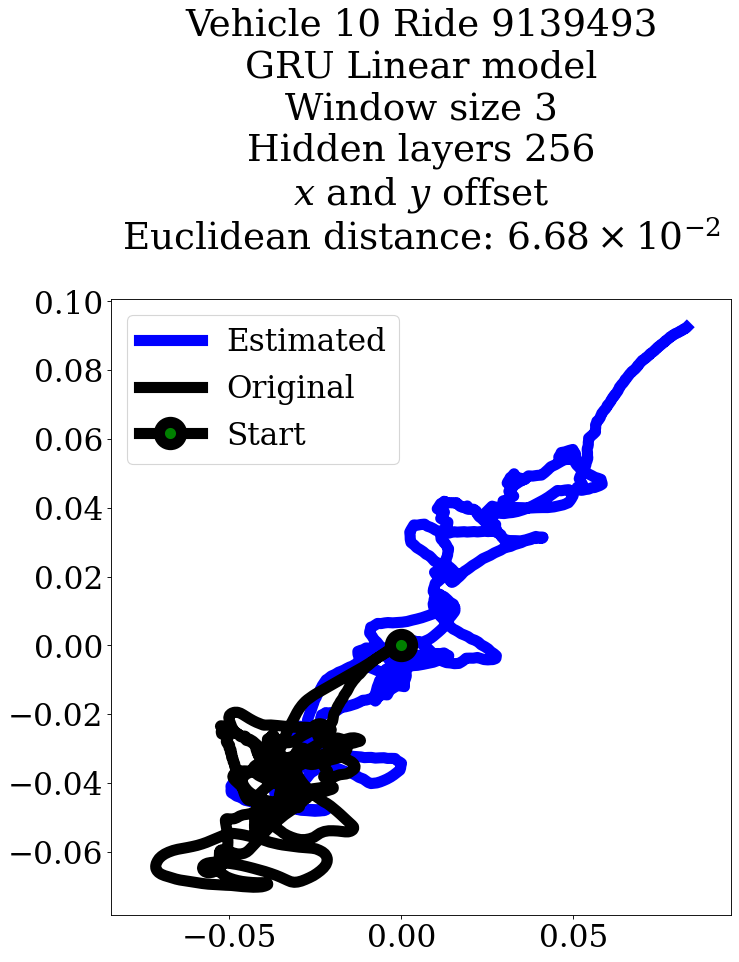 Vehicle 10 Ride 9139493
GRU Linear model
Window size 3
Hidden layers 256
x and y offset
Euclidean distance: 6.68 × 10⁻²
0.10
Estimated
0.08
Original
0.06
Start
0.04
0.02
0.00
−0.02
−0.04
−0.06
−0.05 0.00 0.05